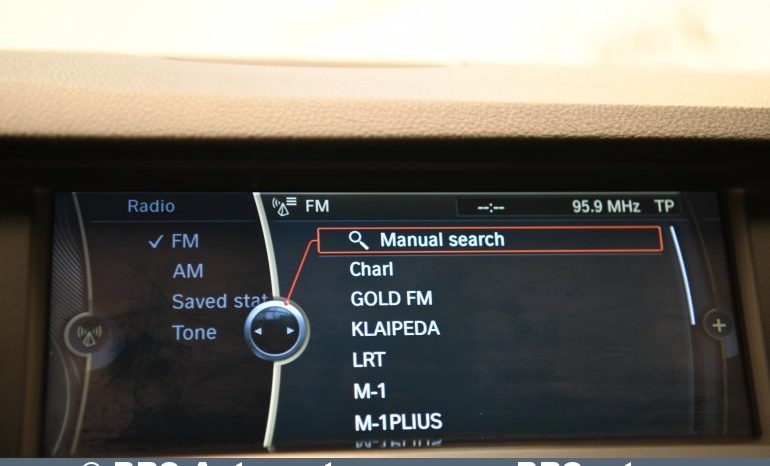 Radio
FM
AM
Saved stat
Tone
FM --:-- 95.9 MHz TP
Manual search
Charl
GOLD FM
KLAIPEDA
LRT
M-1
M-1PLIUS